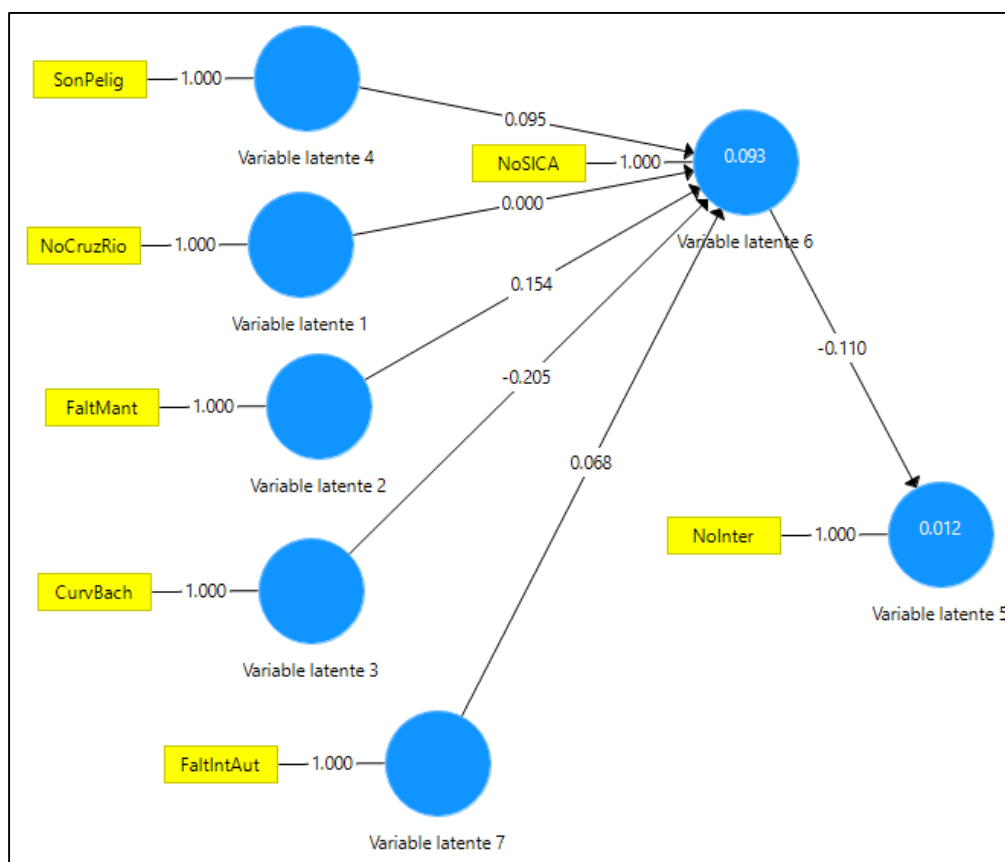 SonPelig
1.000
Variable latente 4
0.095
NoSICA
1.000
0.093
Variable latente 6
NoCruzRio
1.000
0.000
Variable latente 1
0.154
FaltMant
1.000
Variable latente 2
-0.205
-0.110
0.068
CurvBach
1.000
Variable latente 3
NoInter
1.000
0.012
Variable latente 5
FaltIntAut
1.000
Variable latente 7